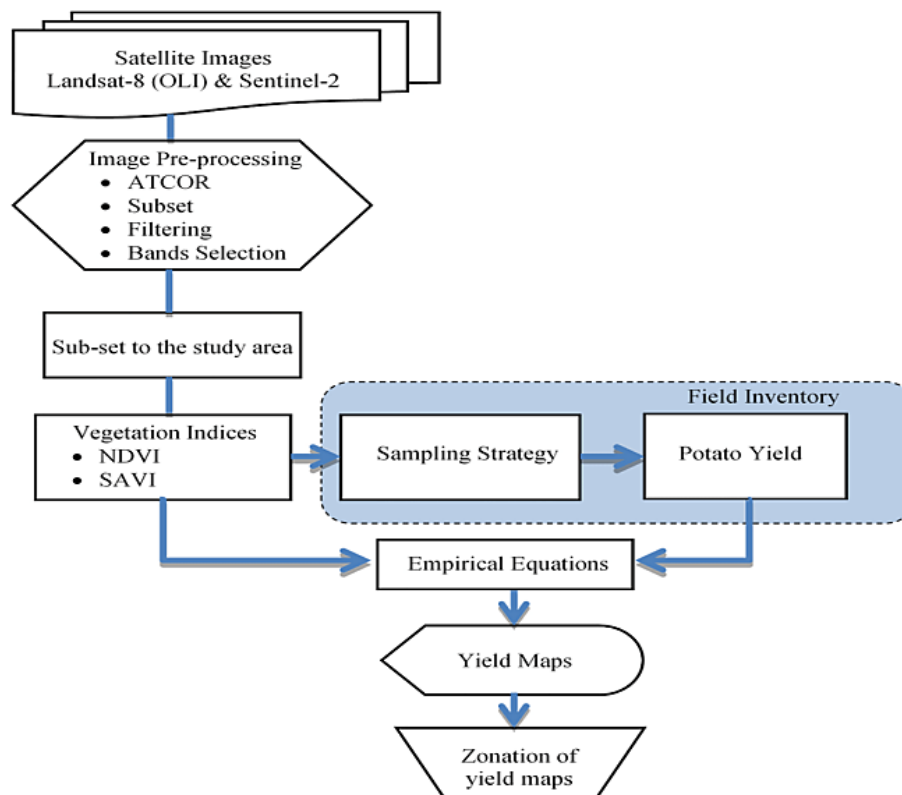 Satellite Images
Landsat-8 (OLI) & Sentinel-2
Image Pre-processing
• ATCOR
• Subset
• Filtering
• Bands Selection
Sub-set to the study area
Vegetation Indices
• NDVI
• SAVI
Field Inventory
Sampling Strategy
Potato Yield
Empirical Equations
Yield Maps
Zonation of
yield maps